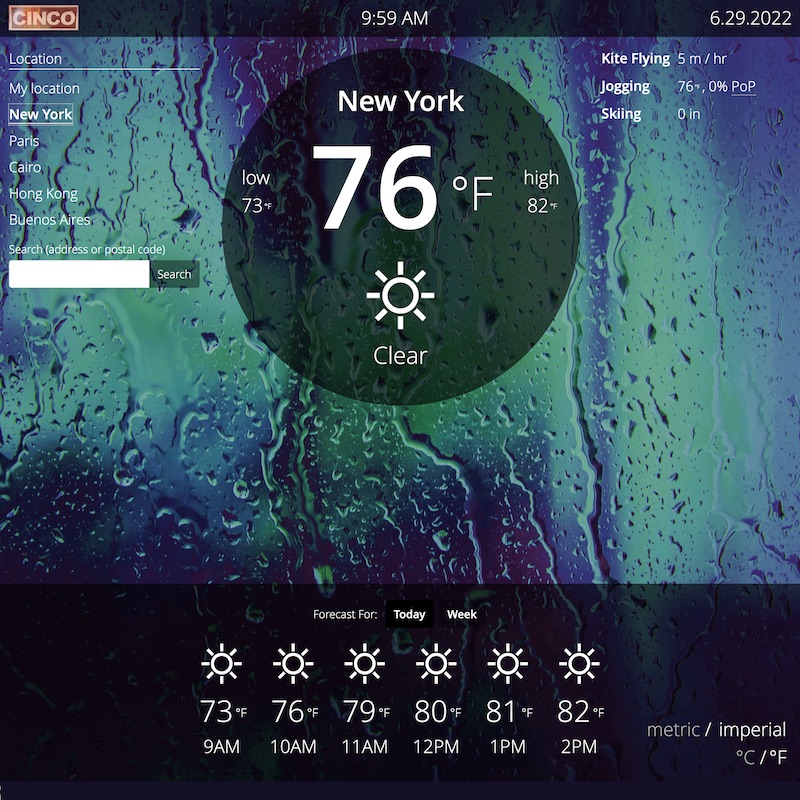 CINCO
9:59 AM
6.29.2022
Location
My location
New York
Paris
Cairo
Hong Kong
Buenos Aires
Search (address or postal code)
Search
New York
low
73°F
76 °F
high
82°F
Clear
Kite Flying 5 m / hr
Jogging 76°F, 0% PoP
Skiing 0 in
Forecast For: Today Week
73°F 76°F 79°F 80°F 81°F 82°F
9AM 10AM 11AM 12PM 1PM 2PM
metric / imperial
°C / °F